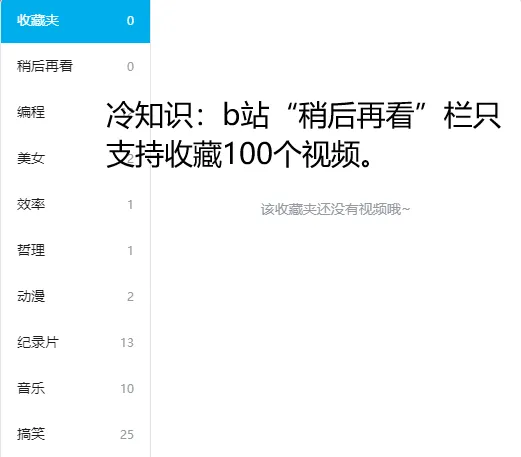 收藏夹 0
稍后再看 0
编程
冷知识：b站“稍后再看”栏只
支持收藏100个视频。
美女 2
该收藏夹还没有视频哦~
效率 1
哲理 1
动漫 2
纪录片 13
音乐 10
搞笑 25